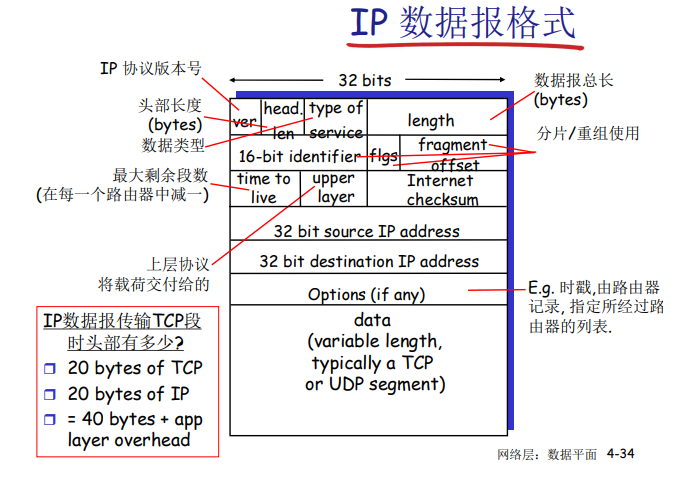 IP 数据报格式
IP 协议版本号
32 bits
数据报总长
(bytes)
头部长度
(bytes)
ver
head.
len
type of
service
length
数据类型
分片/重组使用
16-bit identifier
flgs
fragment
offset
最大剩余段数
(在每一个路由器中减一)
time to
live
upper
layer
Internet
checksum
32 bit source IP address
上层协议
将载荷交付给的
32 bit destination IP address
Options (if any)
E.g. 时戳,由路由器
记录, 指定所经过路
由器的列表.
data
(variable length,
typically a TCP
or UDP segment)
IP数据报传输TCP段
时头部有多少?
❒ 20 bytes of TCP
❒ 20 bytes of IP
❒ = 40 bytes + app
layer overhead
网络层：数据平面 4-34